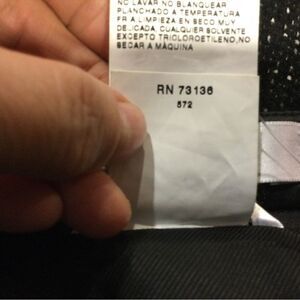 NO LAVAR NO BLANQUEAR
PLANCHADO A TEMPERATURA
FRA LIMPIEZA EN SECO MUY
DELICADA, CUALQUIER SOLVENTE
EXCEPTO TRICLOROETILENO, NO
SECAR A MAQUINA
RN 73136
572